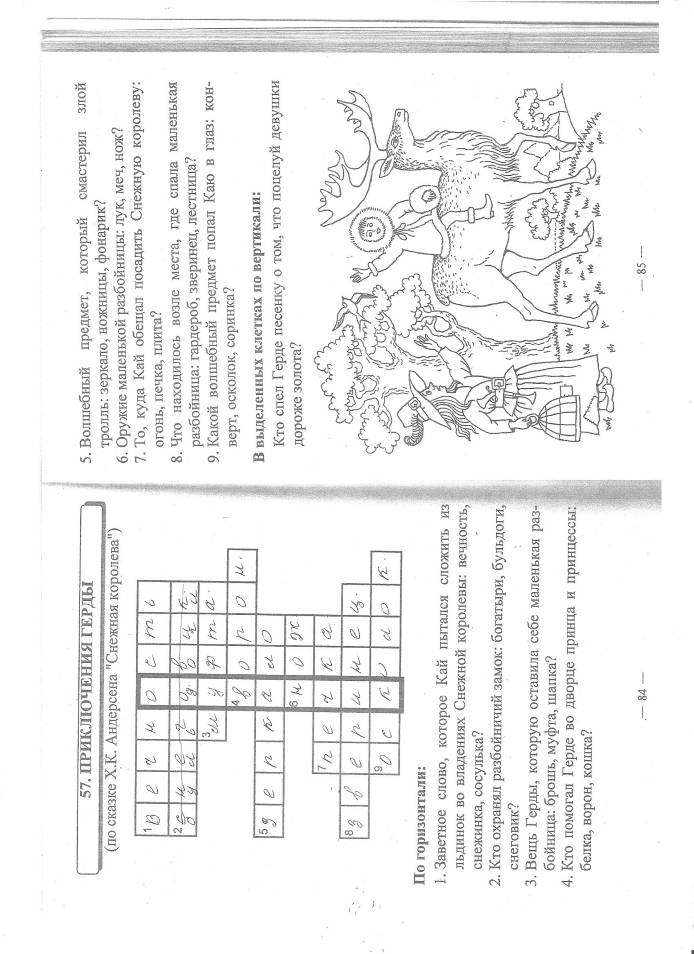 57. ПРИКЛЮЧЕНИЯ ГЕРДЫ
(по сказке Х.К. Андерсена "Снежная королева")
1 В е ч н о с т ь
2
3 м у ф т а
4 в о р о н
5 з е р к а л о
6 н о ж
7 п е ч к а
8 з в е р и н е ц
9 о с к о л о к
По горизонтали:
1. Заветное слово, которое Кай пытался сложить из
льдинок во владениях Снежной королевы: вечность,
снежинка, сосулька?
2. Кто охранял разбойничий замок: богатыри, бульдоги,
снеговик?
3. Вещь Герды, которую оставила себе маленькая раз-
бойница: брошь, муфта, шапка?
4. Кто помогал Герде во дворце принца и принцессы:
белка, ворон, кошка?
— 84 —
5. Волшебный предмет, который смастерил злой
тролль: зеркало, ножницы, фонарик?
6. Оружие маленькой разбойницы: лук, меч, нож?
7. То, куда Кай обещал посадить Снежную королеву:
огонь, печка, плита?
8. Что находилось возле места, где спала маленькая
разбойница: гардероб, зверинец, лестница?
9. Какой волшебный предмет попал Каю в глаз: кон-
верт, осколок, соринка?
В выделенных клетках по вертикали:
Кто спел Герде песенку о том, что поцелуй девушки
дороже золота?
— 85 —